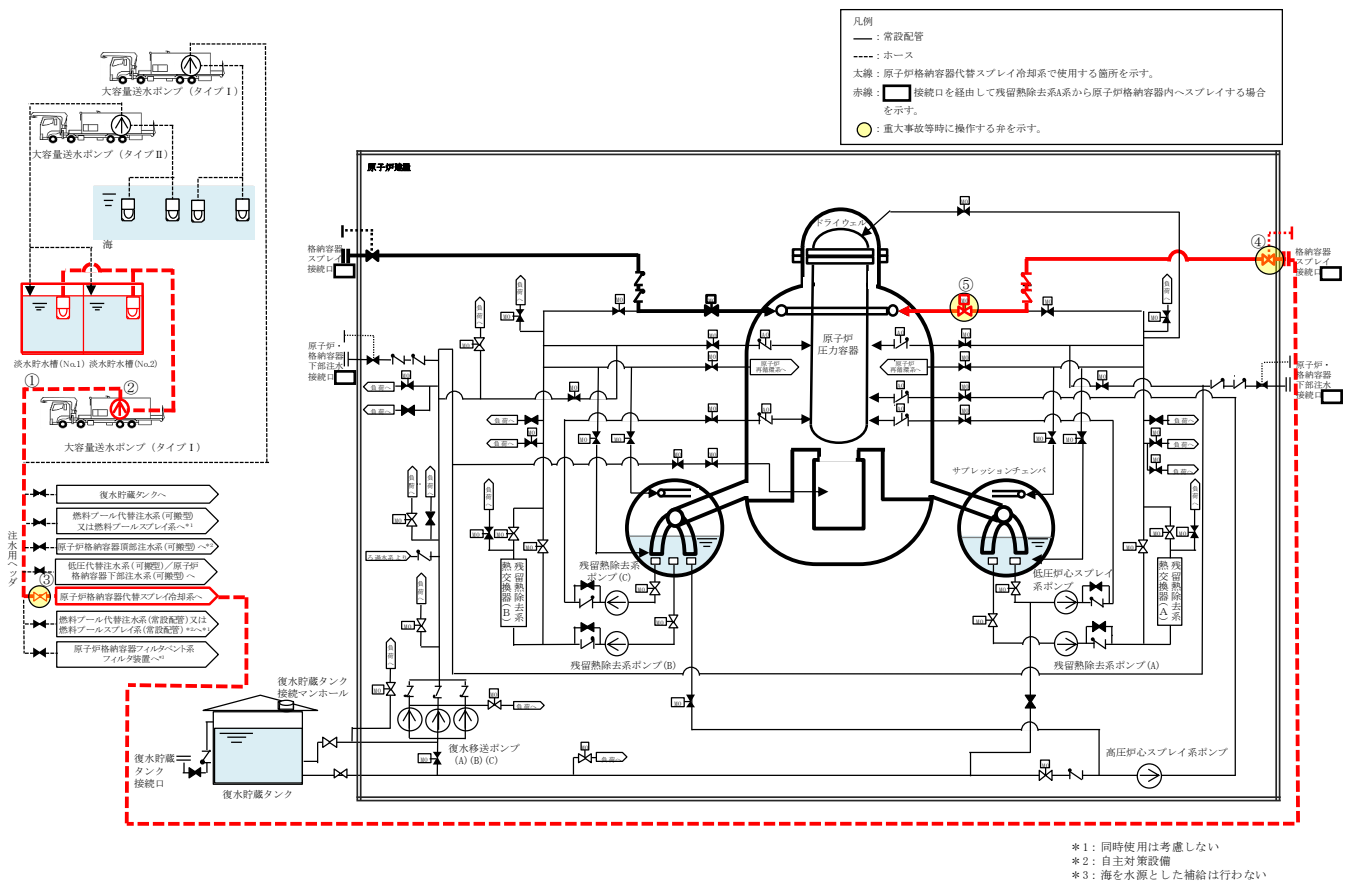 凡例
━━ : 常設配管
---- : ホース
太線 : 原子炉格納容器代替スプレイ冷却系で使用する箇所を示す。
赤線 : 接続口を経由して残留熱除去系A系から原子炉格納容器内へスプレイする場合
を示す。
: 重大事故等時に操作する弁を示す。
大容量送水ポンプ（タイプⅠ）
大容量送水ポンプ（タイプⅡ）
海
淡水貯水槽(No.1)
淡水貯水槽(No.2)
①
②
大容量送水ポンプ（タイプⅠ）
注水用ヘッダ
復水貯蔵タンクへ
燃料プール代替注水系(可搬型)
又は燃料プールスプレイ系へ*¹
原子炉格納容器頂部注水系(可搬型)へ*²
低圧代替注水系(可搬型)／原子炉
格納容器下部注水系(可搬型)へ
③
原子炉格納容器代替スプレイ冷却系へ
燃料プール代替注水系(常設配管)又は
原子炉格納容器フィルタベント系
復水貯蔵タンク
接続マンホール
復水貯蔵
タンク
接続口
復水貯蔵タンク
原子炉建屋
格納容器
スプレイ
接続口
原子炉・
格納容器
下部注水
接続口
ドライウェル
原子炉
圧力容器
原子炉
再循環系へ
原子炉
再循環系へ
④
⑤
格納容器
スプレイ
接続口
原子炉・
格納容器
下部注水
接続口
サプレッションチェンバ
ろ過水系より
残留熱除去系
熱交換器(B)
残留熱除去系
ポンプ(C)
残留熱除去系ポンプ(B)
低圧炉心スプレイ
系ポンプ
残留熱除去系ポンプ(A)
残留熱除去系
熱交換器(A)
復水移送ポンプ
(A)(B)(C)
高圧炉心スプレイ系ポンプ
＊1：同時使用は考慮しない
＊2：自主対策設備
＊3：海を水源とした補給は行わない